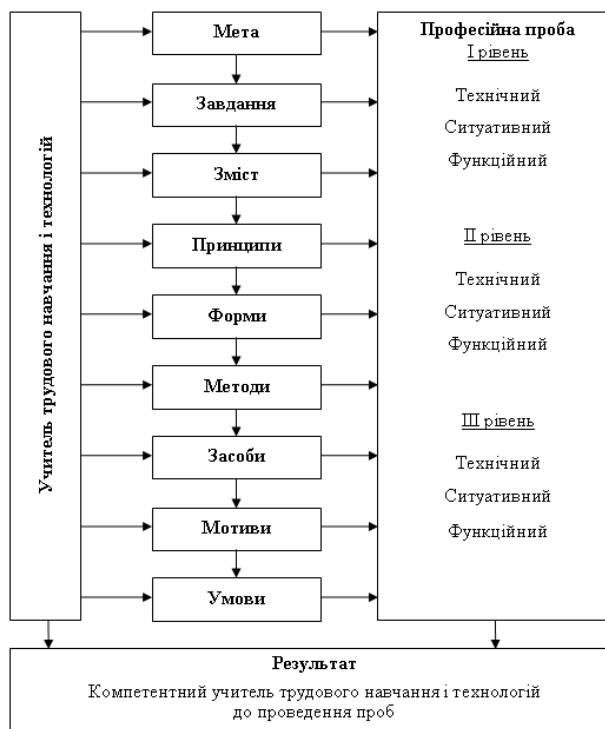 Учитель трудового навчання і технологій
Мета
Завдання
Зміст
Принципи
Форми
Методи
Засоби
Мотиви
Умови
Професійна проба
І рівень
Технічний
Ситуативний
Функційний
ІІ рівень
Технічний
Ситуативний
Функційний
ІІІ рівень
Технічний
Ситуативний
Функційний
Результат
Компетентний учитель трудового навчання і технологій
до проведення проб